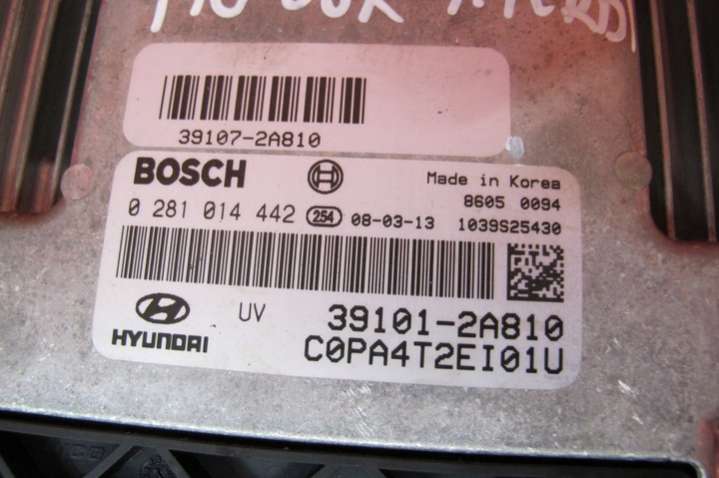 39107-2A810
BOSCH
Made in Korea
8605 0094
0 281 014 442 254 08-03-13 1039S25430
HYUNDAI
UV
39101-2A810
C0PA4T2EI01U